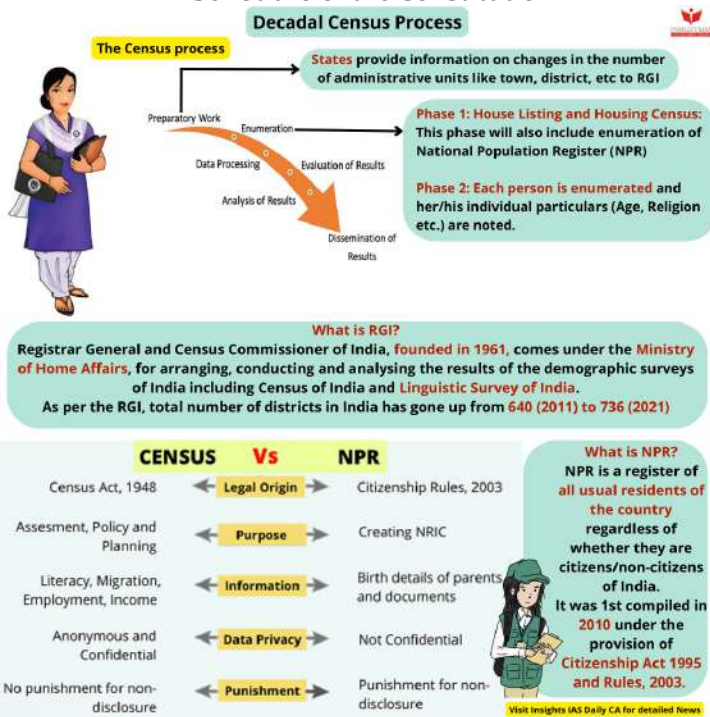 Decadal Census Process
The Census process
States provide information on changes in the number
of administrative units like town, district, etc to RGI
Preparatory Work
Enumeration
Data Processing
Evaluation of Results
Analysis of Results
Dissemination of
Results
Phase 1: House Listing and Housing Census:
This phase will also include enumeration of
National Population Register (NPR)
Phase 2: Each person is enumerated and
her/his individual particulars (Age, Religion
etc.) are noted.
What is RGI?
Registrar General and Census Commissioner of India, founded in 1961, comes under the Ministry
of Home Affairs, for arranging, conducting and analysing the results of the demographic surveys
of India including Census of India and Linguistic Survey of India.
As per the RGI, total number of districts in India has gone up from 640 (2011) to 736 (2021)
CENSUS Vs NPR
Census Act, 1948 Legal Origin Citizenship Rules, 2003
Assesment, Policy and
Planning
Purpose
Creating NRIC
Literacy, Migration,
Employment, Income
Information
Birth details of parents
and documents
Anonymous and
Confidential
Data Privacy
Not Confidential
No punishment for non-
disclosure
Punishment
Punishment for non-
disclosure
What is NPR?
NPR is a register of
all usual residents of
the country
regardless of
whether they are
citizens/non-citizens
of India.
It was 1st compiled in
2010 under the
provision of
Citizenship Act 1995
and Rules, 2003.
Visit Insights IAS Daily CA for detailed News